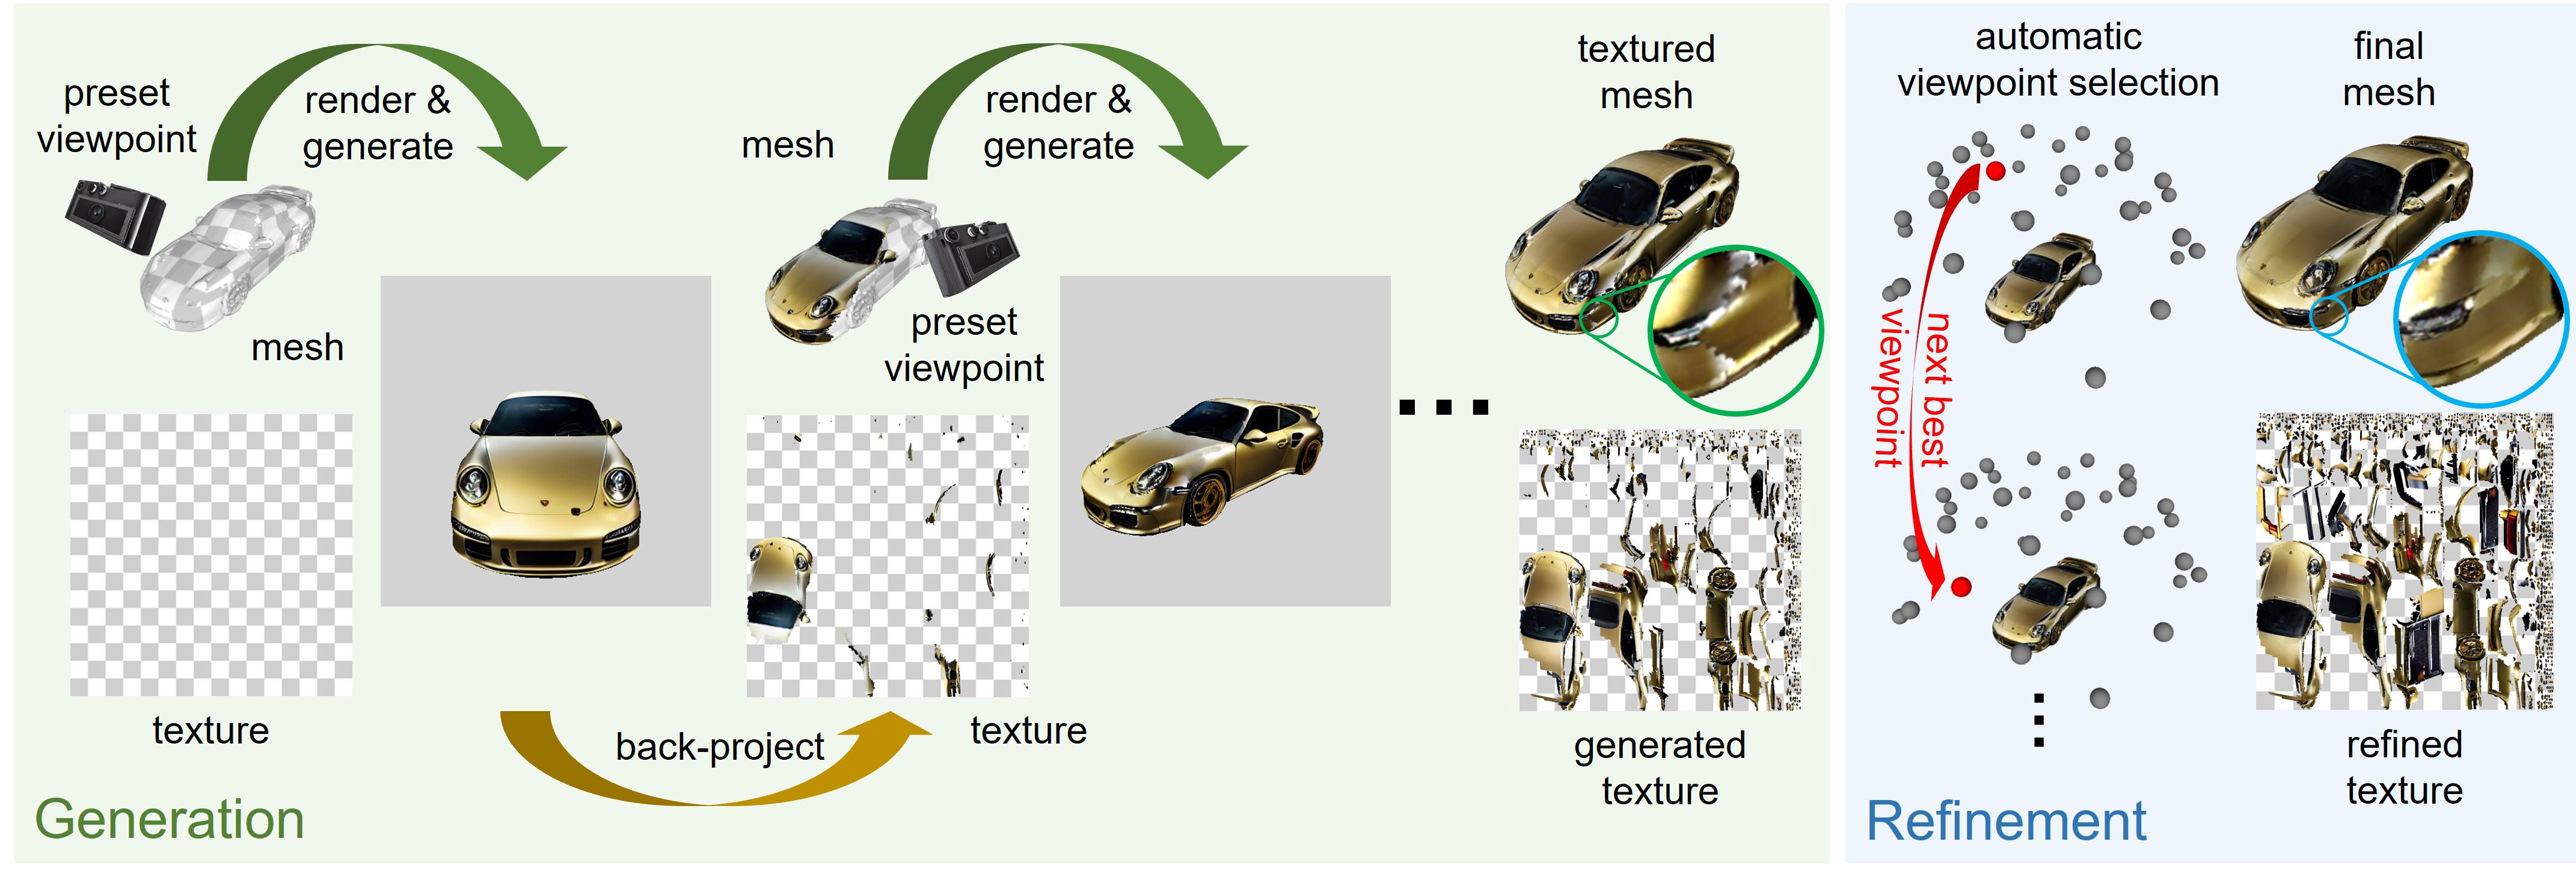 preset
viewpoint
render &
generate
mesh
texture
back-project
mesh
render &
generate
preset
viewpoint
texture
textured
mesh
generated
texture
Generation
automatic
viewpoint selection
next best
viewpoint
final
mesh
refined
texture
Refinement